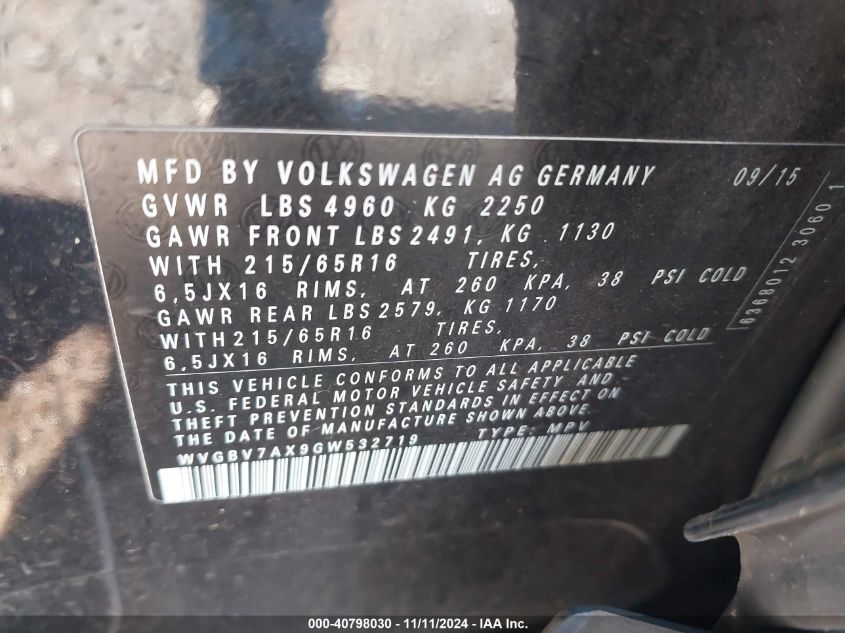 MFD BY VOLKSWAGEN AG GERMANY 09/15
GVWR LBS 4960 KG 2250
GAWR FRONT LBS 2491, KG 1130
WITH 215/65R16 TIRES,
6,5JX16 RIMS, AT 260 KPA, 38 PSI COLD
GAWR REAR LBS 2579, KG 1170
WITH 215/65R16 TIRES,
6,5JX16 RIMS, AT 260 KPA, 38 PSI COLD
THIS VEHICLE CONFORMS TO ALL APPLICABLE
U.S. FEDERAL MOTOR VEHICLE SAFETY AND
THEFT PREVENTION STANDARDS IN EFFECT ON
THE DATE OF MANUFACTURE SHOWN ABOVE.
WVGBV7AX9GW532719 TYPE: MPV
6368012 3060 1
000-40798030 - 11/11/2024 - IAA Inc.